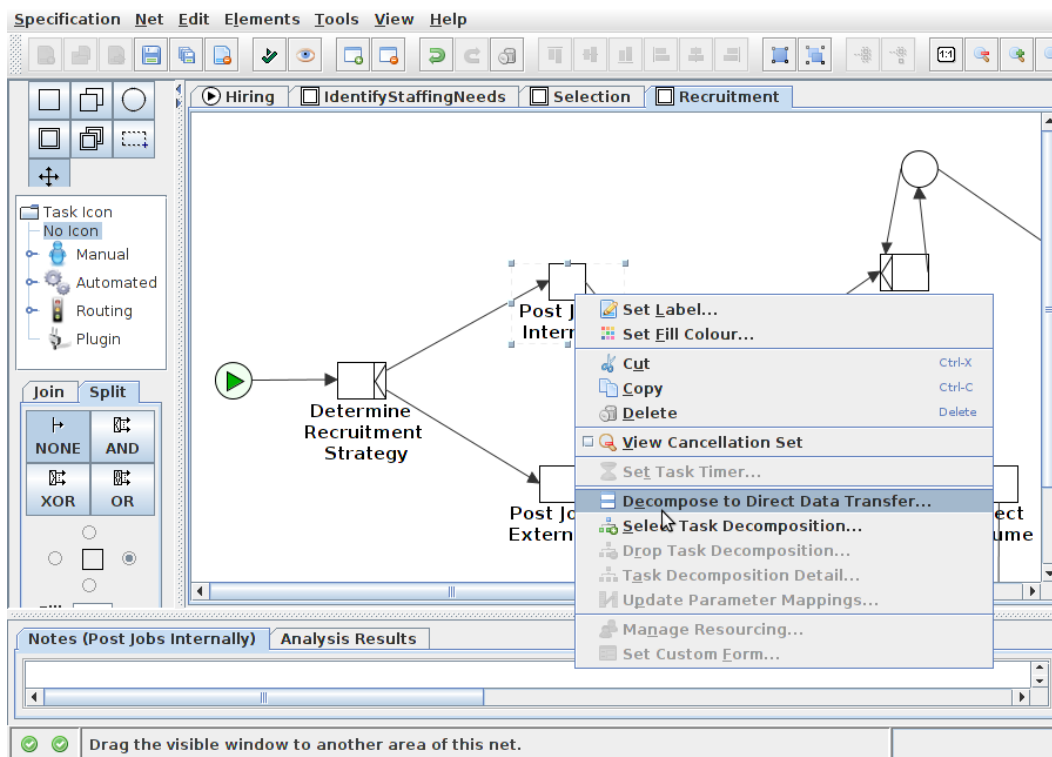 Specification Net Edit Elements Tools View Help
1:1
Hiring IdentifyStaffingNeeds Selection Recruitment
Task Icon
No Icon
Manual
Automated
Routing
Plugin
Join Split
NONE AND
XOR OR
Determine
Recruitment
Strategy
Post J
Intern
Post Jo
Extern
ect
ume
Set Label...
Set Fill Colour...
Cut Ctrl-X
Copy Ctrl-C
Delete Delete
View Cancellation Set
Set Task Timer...
Decompose to Direct Data Transfer...
Select Task Decomposition...
Drop Task Decomposition...
Task Decomposition Detail...
Update Parameter Mappings...
Manage Resourcing...
Set Custom Form...
Notes (Post Jobs Internally) Analysis Results
Drag the visible window to another area of this net.